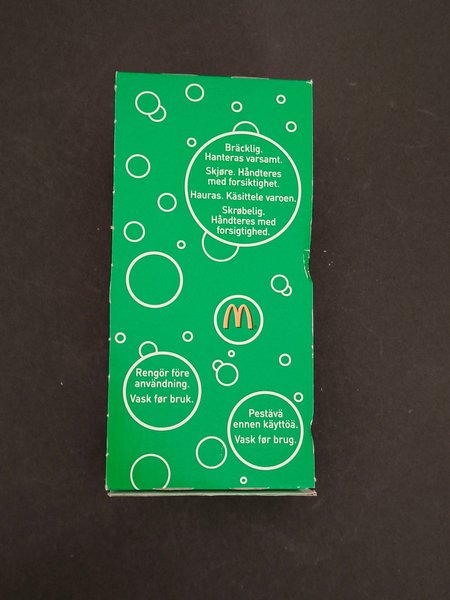 Bräcklig.
Hanteras varsamt.
Skjøre. Håndteres
med forsiktighet.
Hauras. Käsittele varoen.
Skrøbelig.
Håndteres med
forsigtighed.
Rengör före
användning.
Vask før bruk.
Pestävä
ennen käyttöä.
Vask før brug.